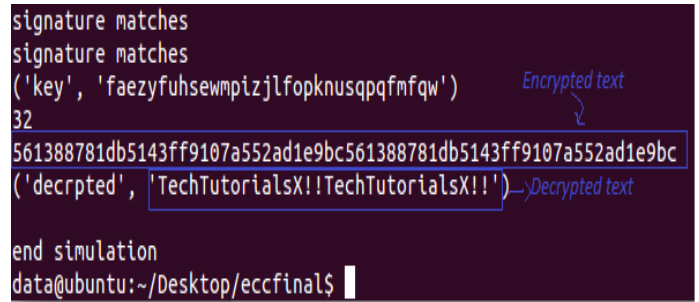 signature matches
signature matches
('key', 'faezyfuhsewmpizjlfopknusqpqfmfqw')
Encrypted text
32
561388781db5143ff9107a552ad1e9bc561388781db5143ff9107a552ad1e9bc
('decrpted', 'TechTutorialsX!!TechTutorialsX!!')
Decrypted text
end simulation
data@ubuntu:~/Desktop/eccfinal$